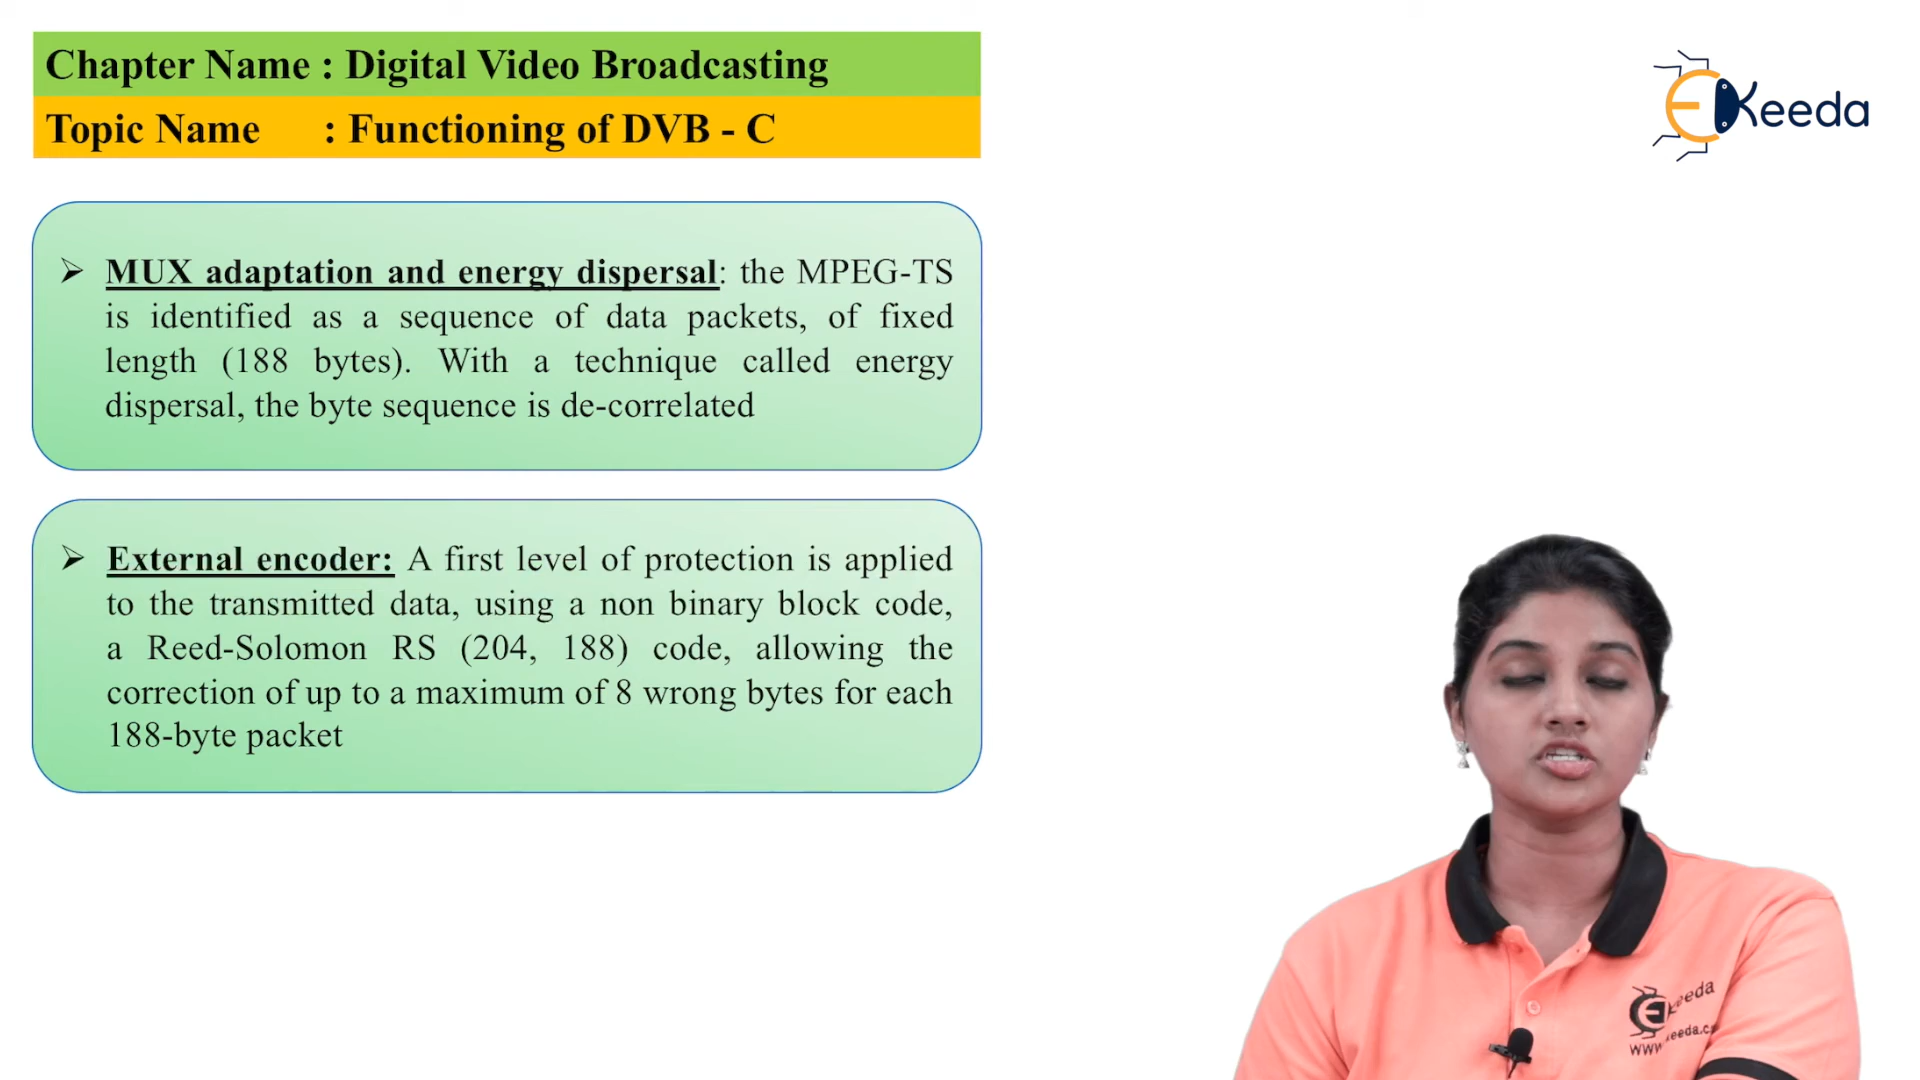 Chapter Name : Digital Video Broadcasting
Topic Name : Functioning of DVB - C
EKeeda
➢ MUX adaptation and energy dispersal: the MPEG-TS
is identified as a sequence of data packets, of fixed
length (188 bytes). With a technique called energy
dispersal, the byte sequence is de-correlated
➢ External encoder: A first level of protection is applied
to the transmitted data, using a non binary block code,
a Reed-Solomon RS (204, 188) code, allowing the
correction of up to a maximum of 8 wrong bytes for each
188-byte packet
Ekeeda